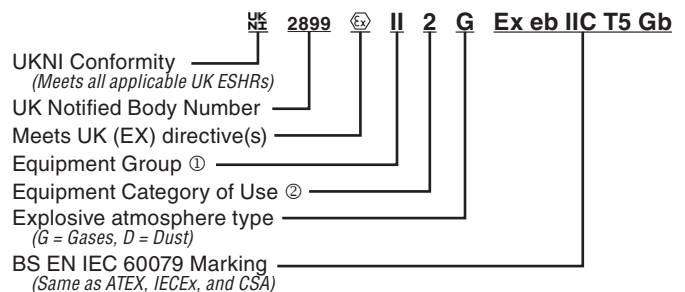 UK NI 2899 Ex II 2 G Ex eb IIC T5 Gb
UKNI Conformity
(Meets all applicable UK ESHRs)
UK Notified Body Number
Meets UK (EX) directive(s)
Equipment Group ①
Equipment Category of Use ②
Explosive atmosphere type
(G = Gases, D = Dust)
BS EN IEC 60079 Marking
(Same as ATEX, IECEx, and CSA)